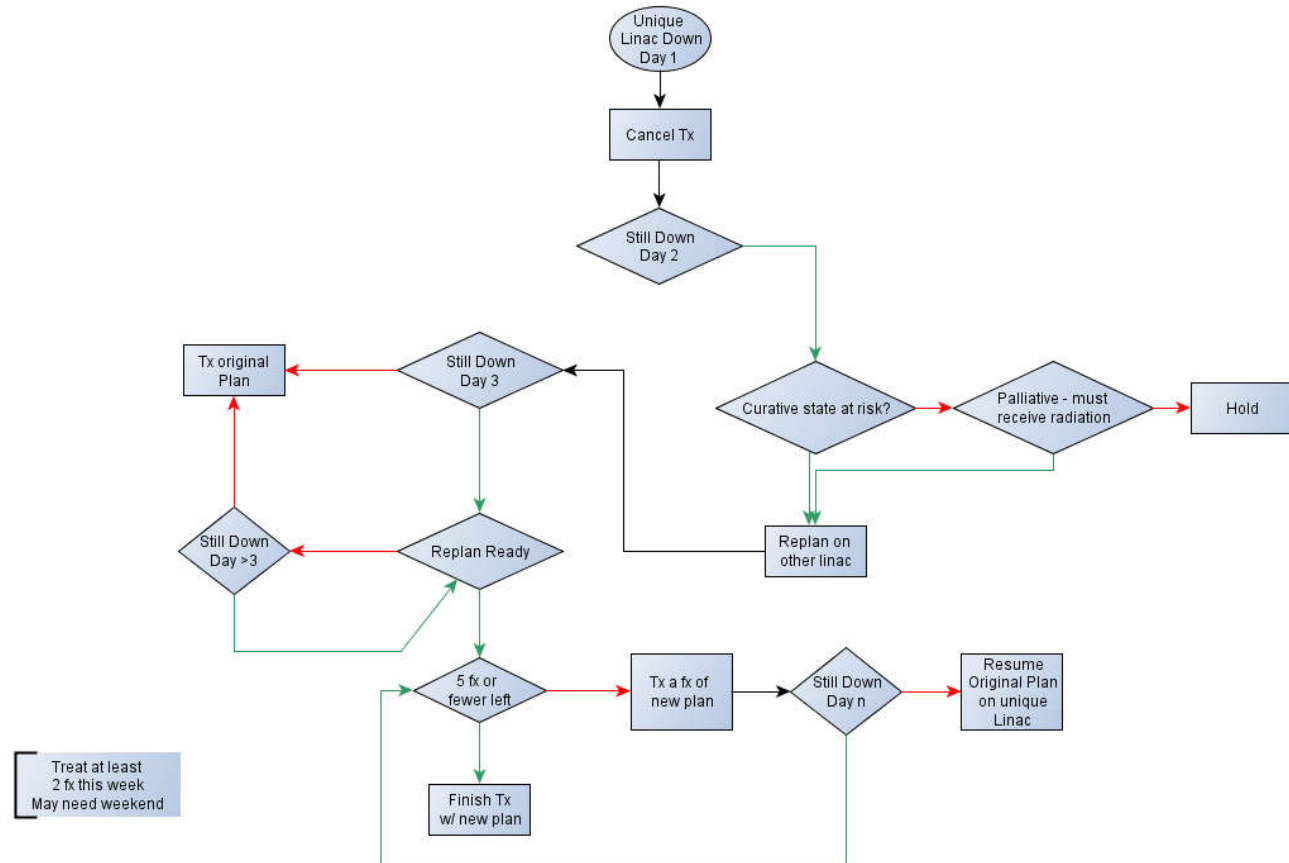 Unique
Linac Down
Day 1
Cancel Tx
Still Down
Day 2
Tx original
Plan
Still Down
Day 3
Curative state at risk?
Palliative - must
receive radiation
Hold
Still Down
Day >3
Replan Ready
Replan on
other linac
5 fx or
fewer left
Tx a fx of
new plan
Still Down
Day n
Resume
Original Plan
on unique
Linac
Treat at least
2 fx this week
May need weekend
Finish Tx
w/ new plan